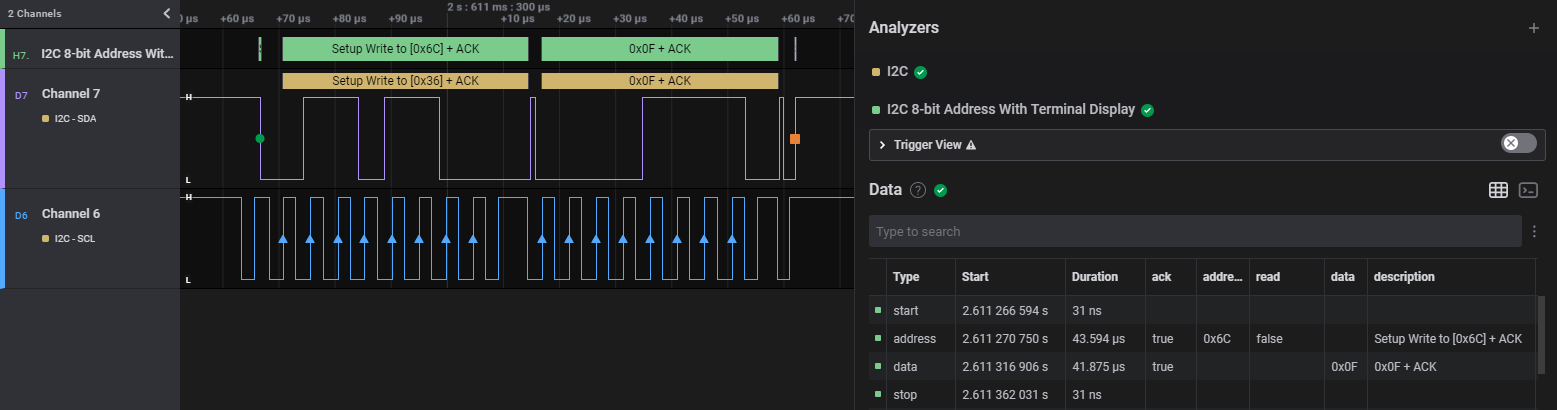 2 Channels
0 µs
+60 µs
+70 µs
+80 µs
+90 µs
2 s : 611 ms : 300 µs
+10 µs
+20 µs
+30 µs
+40 µs
+50 µs
+60 µs
+70
H7.
I2C 8-bit Address Wit...
Setup Write to [0x6C] + ACK
0x0F + ACK
Setup Write to [0x36] + ACK
0x0F + ACK
D7
Channel 7
I2C - SDA
H
L
D6
Channel 6
I2C - SCL
H
L
Analyzers
+
I2C
I2C 8-bit Address With Terminal Display
Trigger View
Data
?
Type to search
Type Start Duration ack addre... read data description
start 2.611 266 594 s 31 ns
address 2.611 270 750 s 43.594 µs true 0x6C false Setup Write to [0x6C] + ACK
data 2.611 316 906 s 41.875 µs true 0x0F 0x0F + ACK
stop 2.611 362 031 s 31 ns